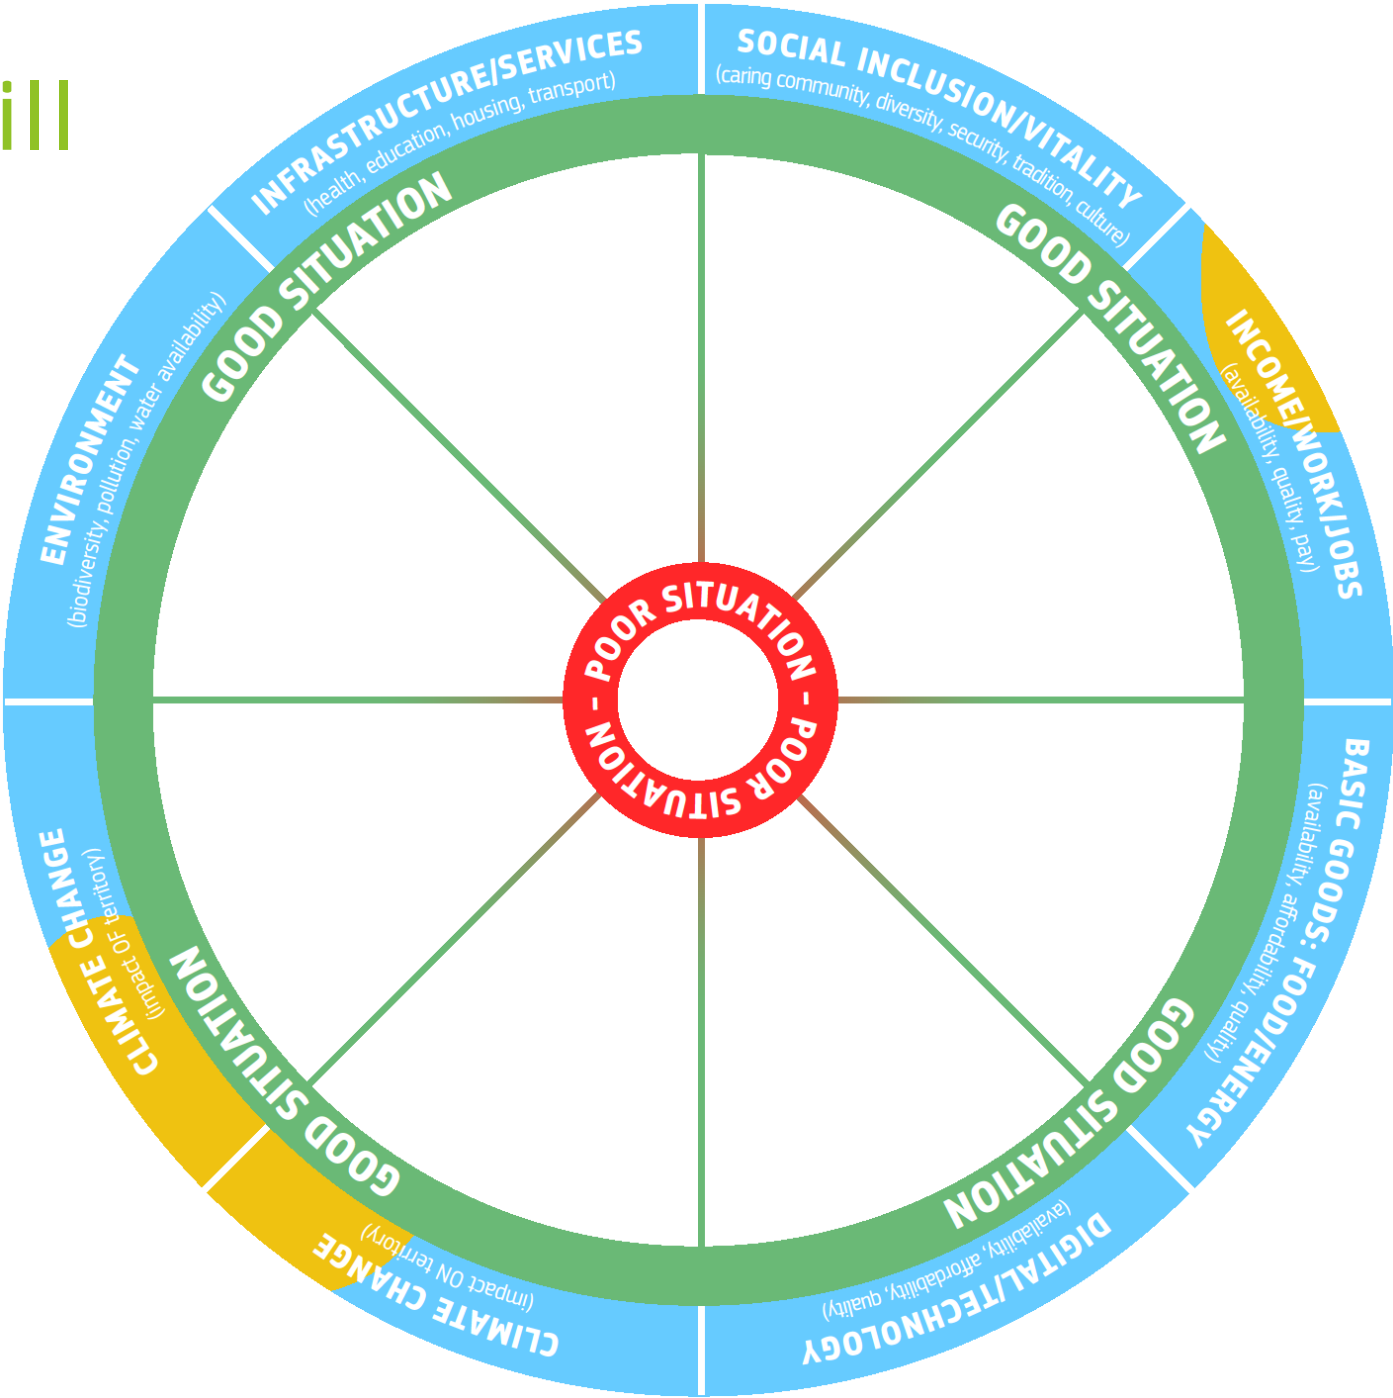 ill
INFRASTRUCTURE/SERVICES
(health, education, housing, transport)
SOCIAL INCLUSION/VITALITY
(caring community, diversity, security, tradition, culture)
GOOD SITUATION
GOOD SITUATION
INCOME/WORK/JOBS
(availability, quality, pay)
ENVIRONMENT
(biodiversity, pollution, water availability)
POOR SITUATION - POOR SITUATION -
BASIC GOODS: FOOD/ENERGY
(availability, affordability, quality)
CLIMATE CHANGE
(impact OF territory)
GOOD SITUATION
GOOD SITUATION
CLIMATE CHANGE
(impact ON territory)
DIGITAL/TECHNOLOGY
(availability, affordability, quality)